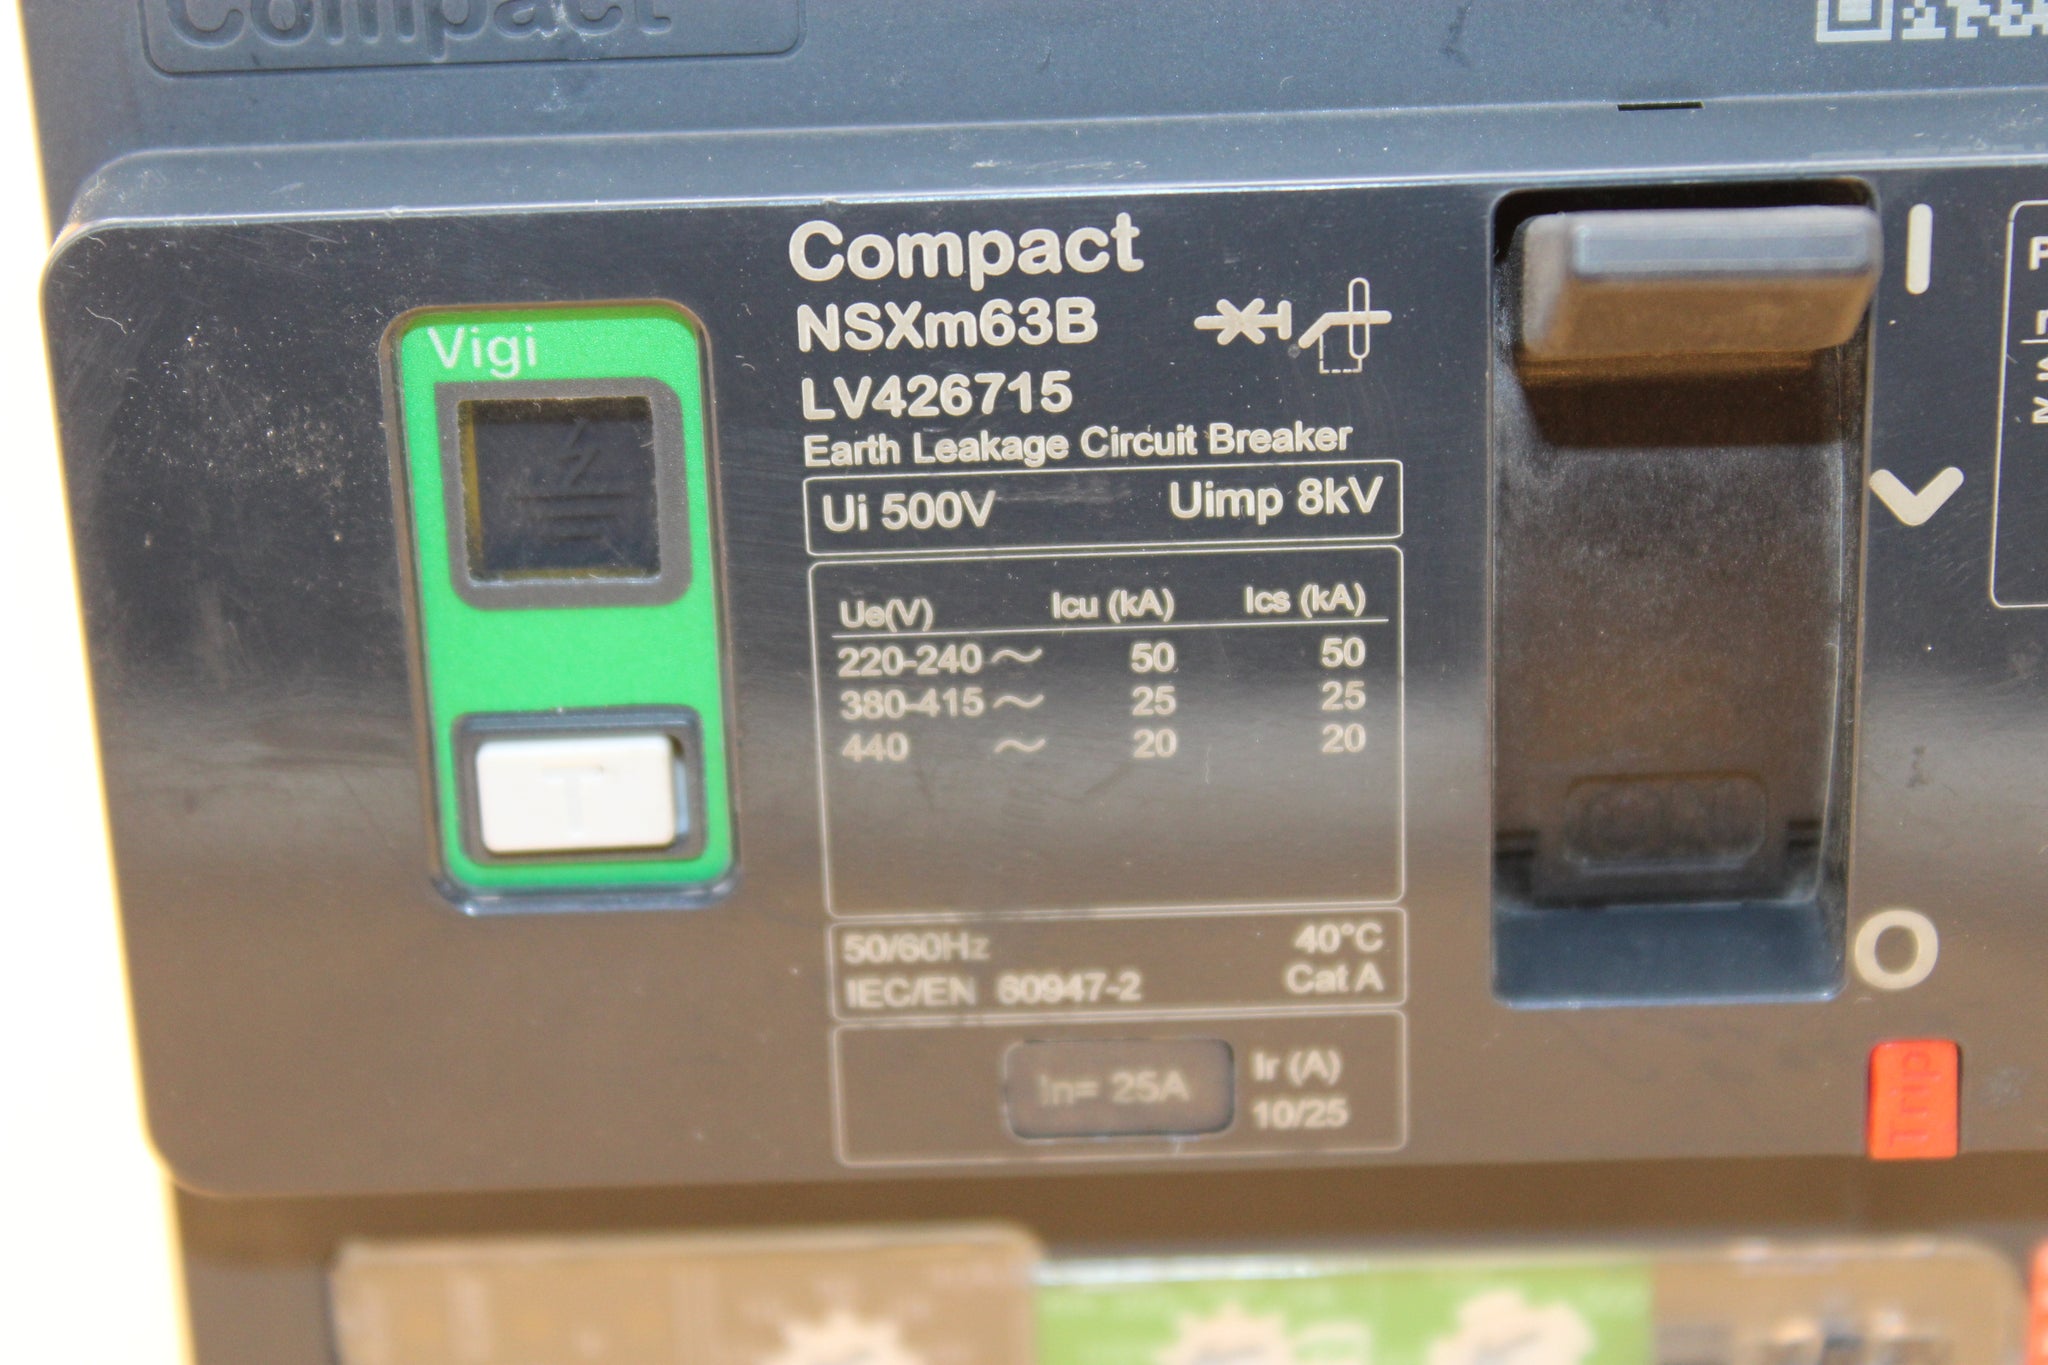 Compact
Vigi
Compact
NSXm63B
LV426715
Earth Leakage Circuit Breaker
Ui 500V Uimp 8kV
Ue(V) Icu (kA) Ics (kA)
220-240 ~ 50 50
380-415 ~ 25 25
440 ~ 20 20
50/60Hz 40°C
IEC/EN 60947-2 Cat A
In= 25A Ir (A)
10/25
T
I
O
Trip